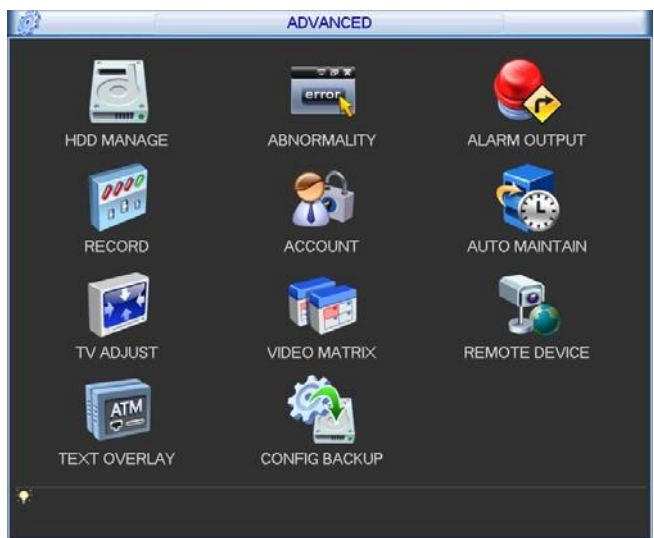 ADVANCED
error
HDD MANAGE
ABNORMALITY
ALARM OUTPUT
RECORD
ACCOUNT
AUTO MAINTAIN
TV ADJUST
VIDEO MATRIX
REMOTE DEVICE
ATM
TEXT OVERLAY
CONFIG BACKUP